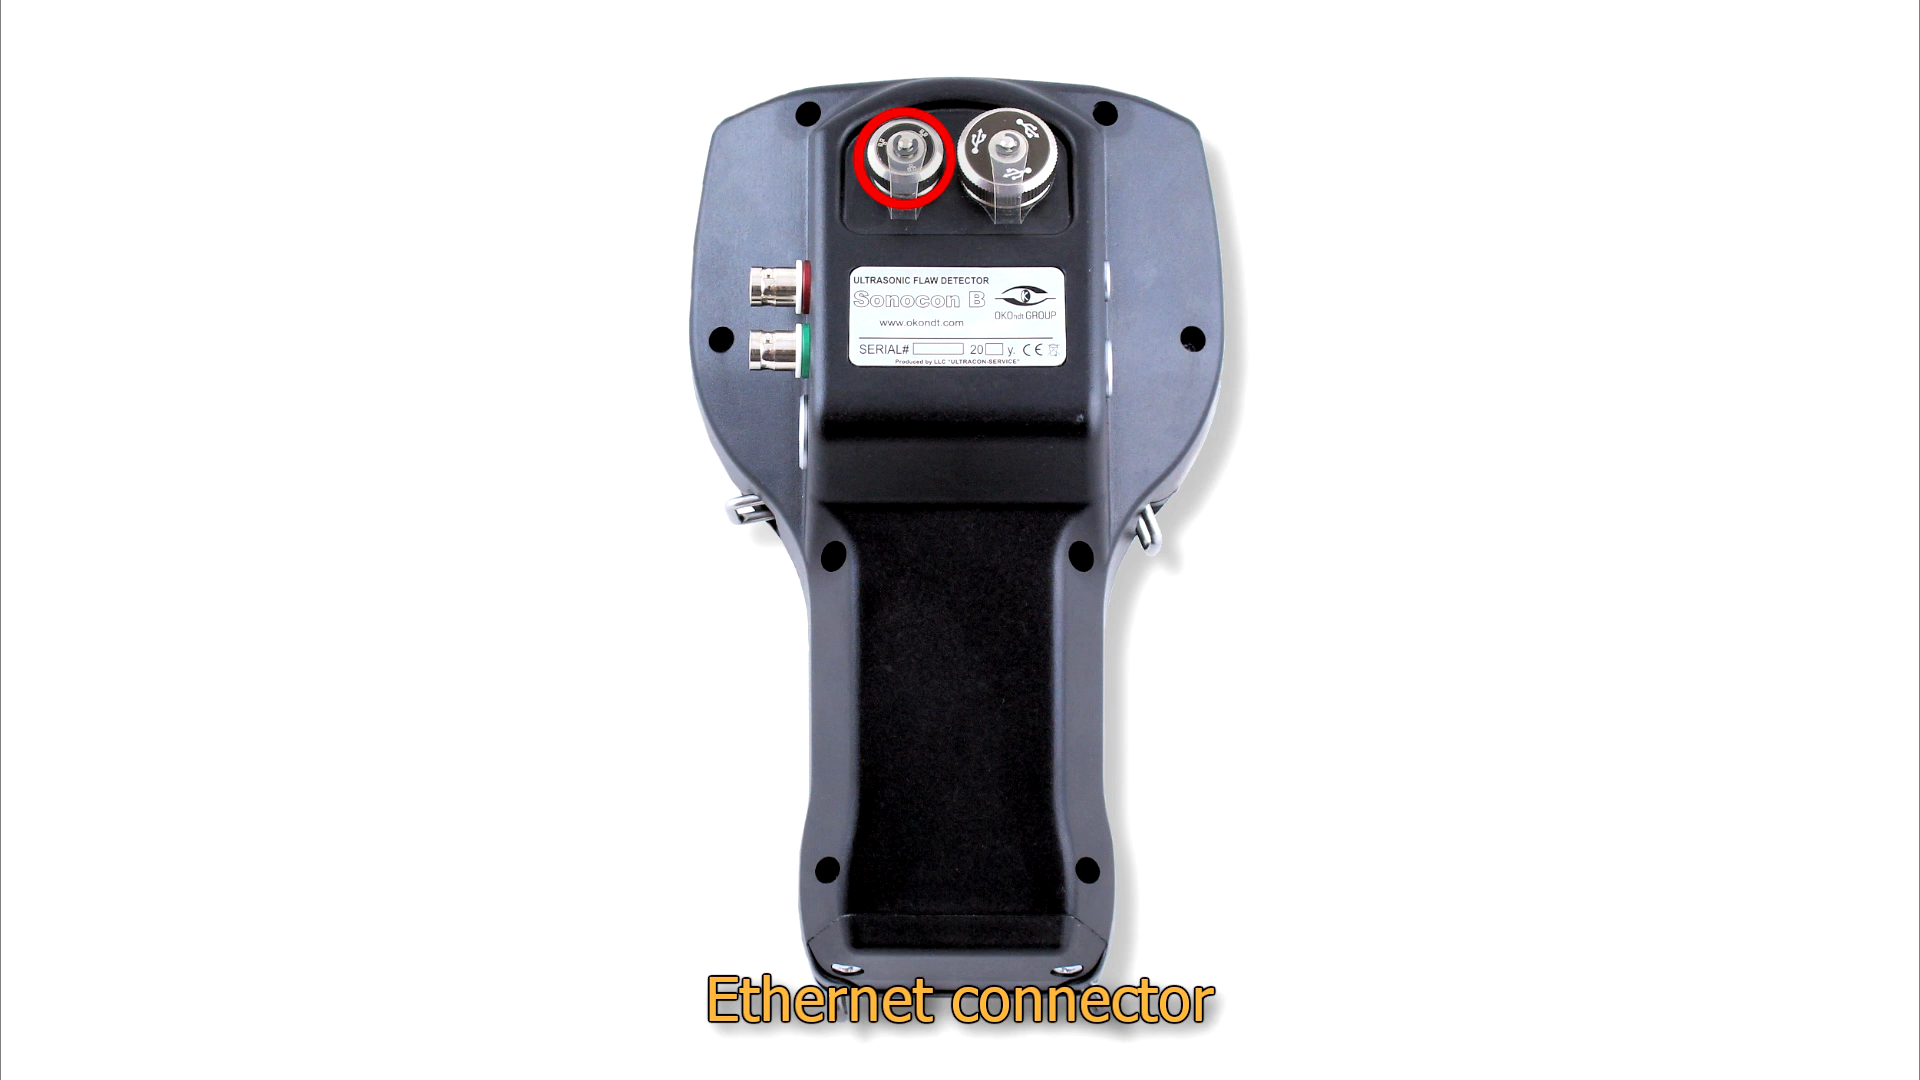 ULTRASONIC FLAW DETECTOR
Sonocon B
OKOndt GROUP
www.okondt.com
SERIAL# 20 y. CE
Produced by LLC "ULTRACON-SERVICE"
Ethernet connector